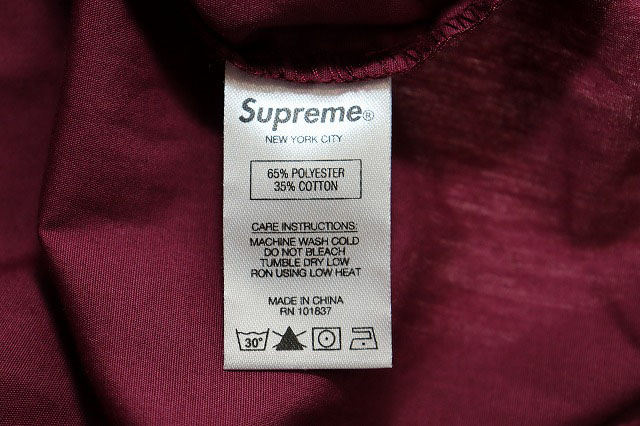 Supreme®
NEW YORK CITY
65% POLYESTER
35% COTTON
CARE INSTRUCTIONS:
MACHINE WASH COLD
DO NOT BLEACH
TUMBLE DRY LOW
RON USING LOW HEAT
MADE IN CHINA
RN 101837
30°